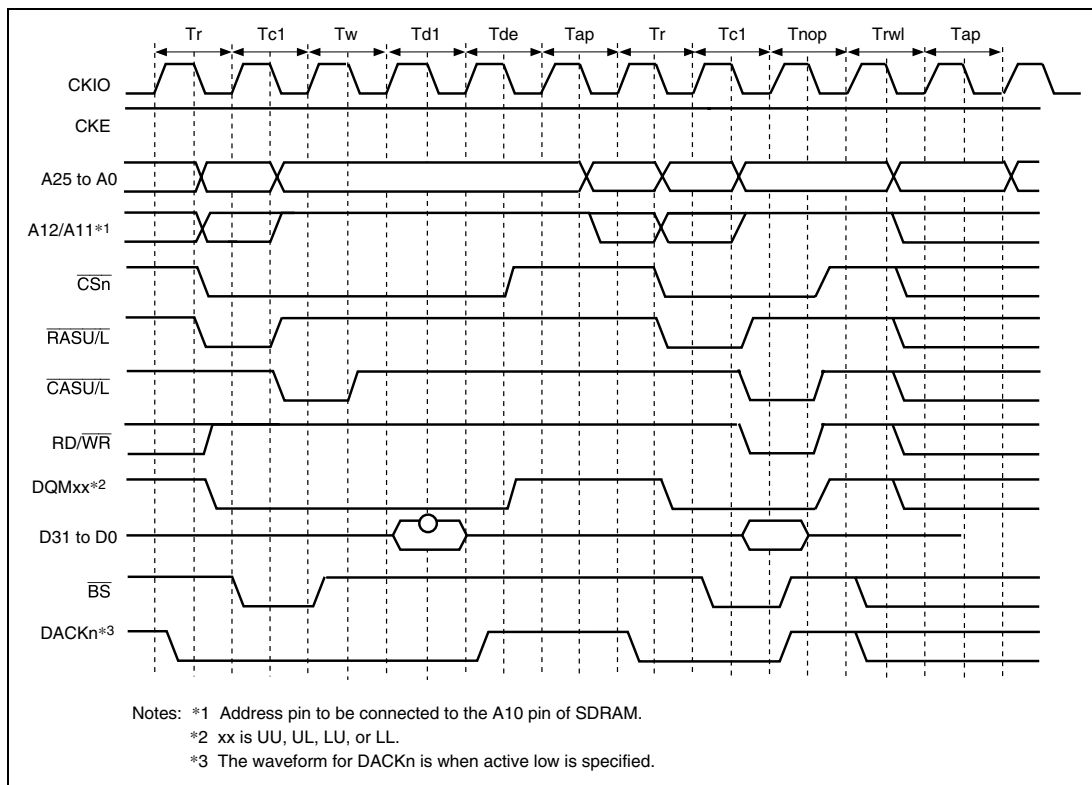 Tr Tc1 Tw Td1 Tde Tap Tr Tc1 Tnop Trwl Tap
CKIO
CKE
A25 to A0
A12/A11*1
CSn
RASU/L
CASU/L
RD/WR
DQMxx*2
D31 to D0
BS
DACKn*3
Notes: *1 Address pin to be connected to the A10 pin of SDRAM.
*2 xx is UU, UL, LU, or LL.
*3 The waveform for DACKn is when active low is specified.